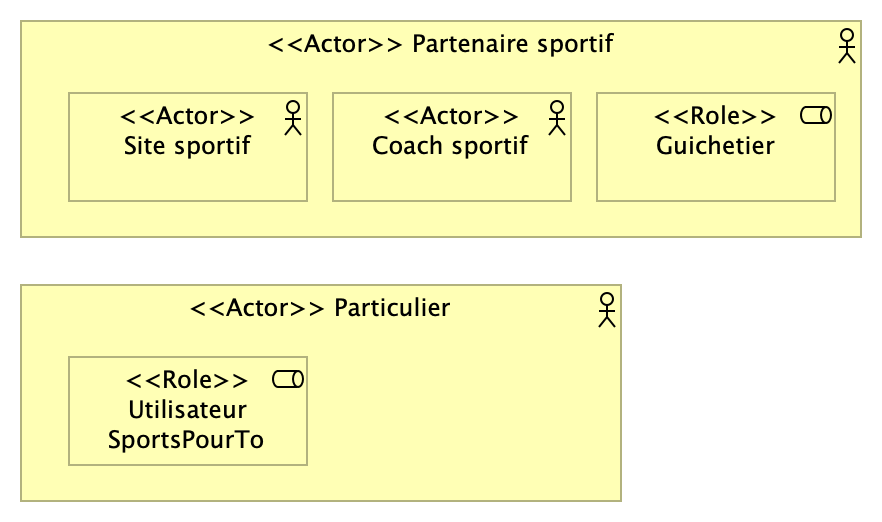 <<Actor>> Partenaire sportif
<<Actor>>
Site sportif
<<Actor>>
Coach sportif
<<Role>>
Guichetier
<<Actor>> Particulier
<<Role>>
Utilisateur
SportsPourTo